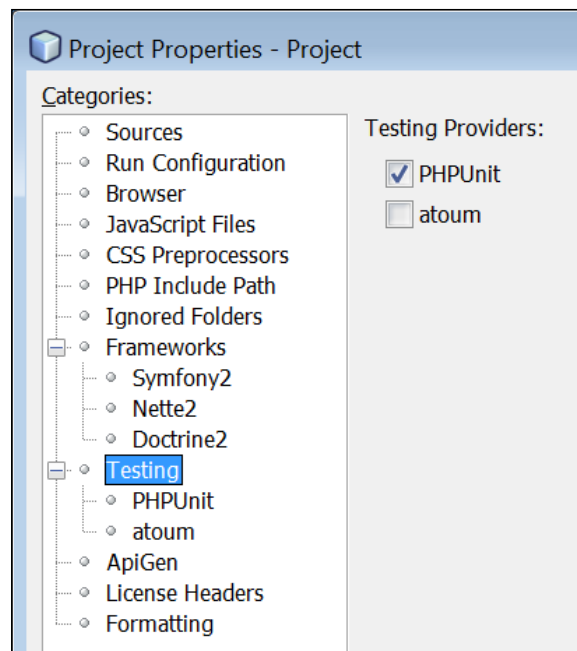 Project Properties - Project
Categories:
Sources
Run Configuration
Browser
JavaScript Files
CSS Preprocessors
PHP Include Path
Ignored Folders
Frameworks
Symfony2
Nette2
Doctrine2
Testing
PHPUnit
atoum
ApiGen
License Headers
Formatting
Testing Providers:
PHPUnit
atoum